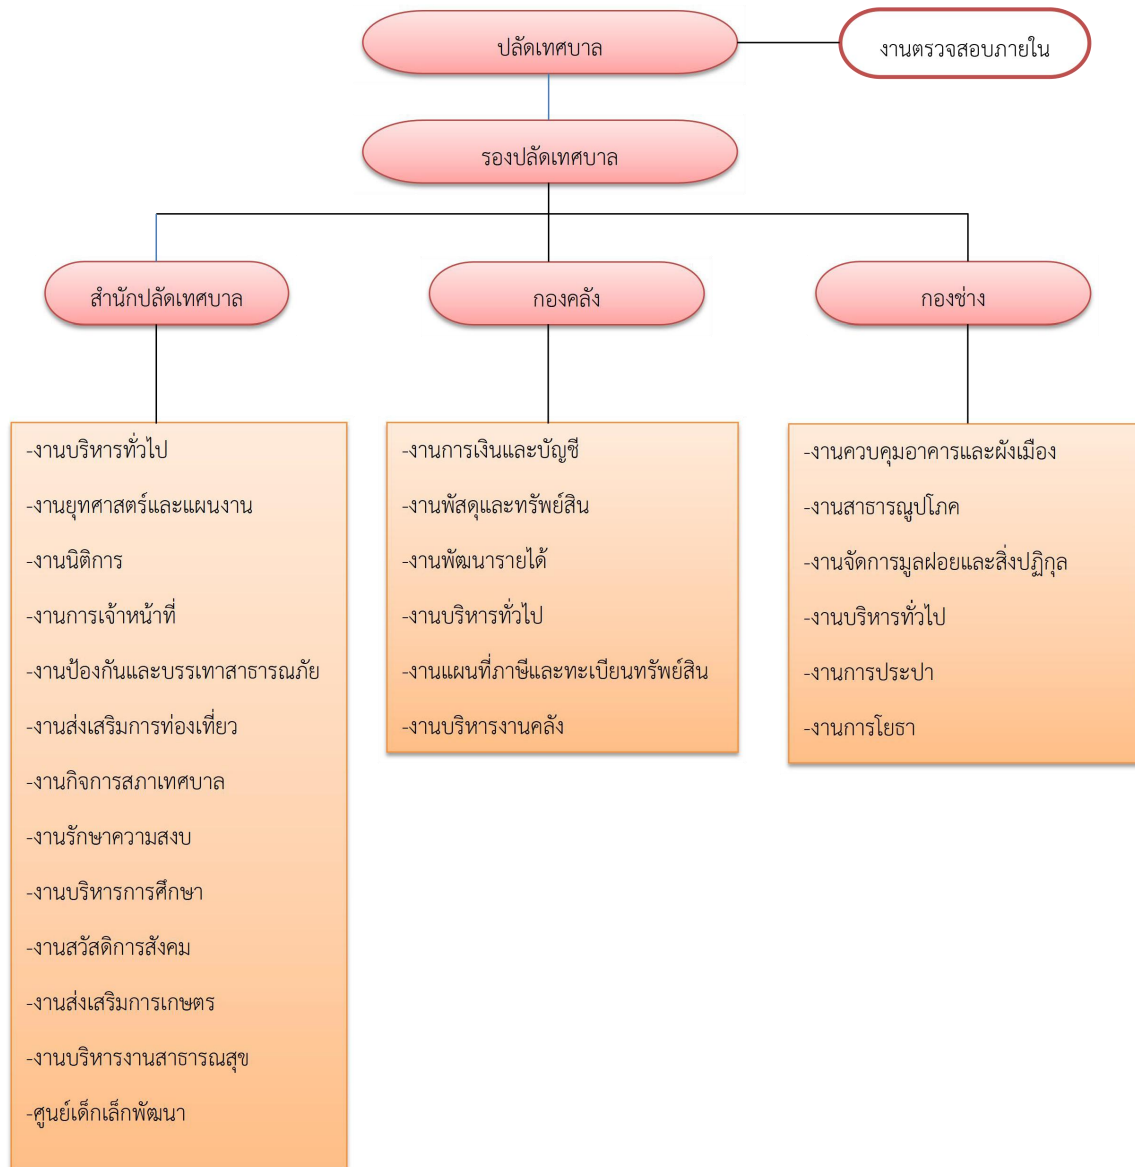 ปลัดเทศบาล
งานตรวจสอบภายใน
รองปลัดเทศบาล
สำนักปลัดเทศบาล
กองคลัง
กองช่าง
-งานบริหารทั่วไป
-งานยุทศาสตร์และแผนงาน
-งานนิติการ
-งานการเจ้าหน้าที่
-งานป้องกันและบรรเทาสาธารณภัย
-งานส่งเสริมการท่องเที่ยว
-งานกิจการสภาเทศบาล
-งานรักษาความสงบ
-งานบริหารการศึกษา
-งานสวัสดิการสังคม
-งานส่งเสริมการเกษตร
-งานบริหารงานสาธารณสุข
-ศูนย์เด็กเล็กพัฒนา
-งานการเงินและบัญชี
-งานพัสดุและทรัพย์สิน
-งานพัฒนารายได้
-งานบริหารทั่วไป
-งานแผนที่ภาษีและทะเบียนทรัพย์สิน
-งานบริหารงานคลัง
-งานควบคุมอาคารและผังเมือง
-งานสาธารณูปโภค
-งานจัดการมูลฝอยและสิ่งปฏิกุล
-งานบริหารทั่วไป
-งานการประปา
-งานการโยธา